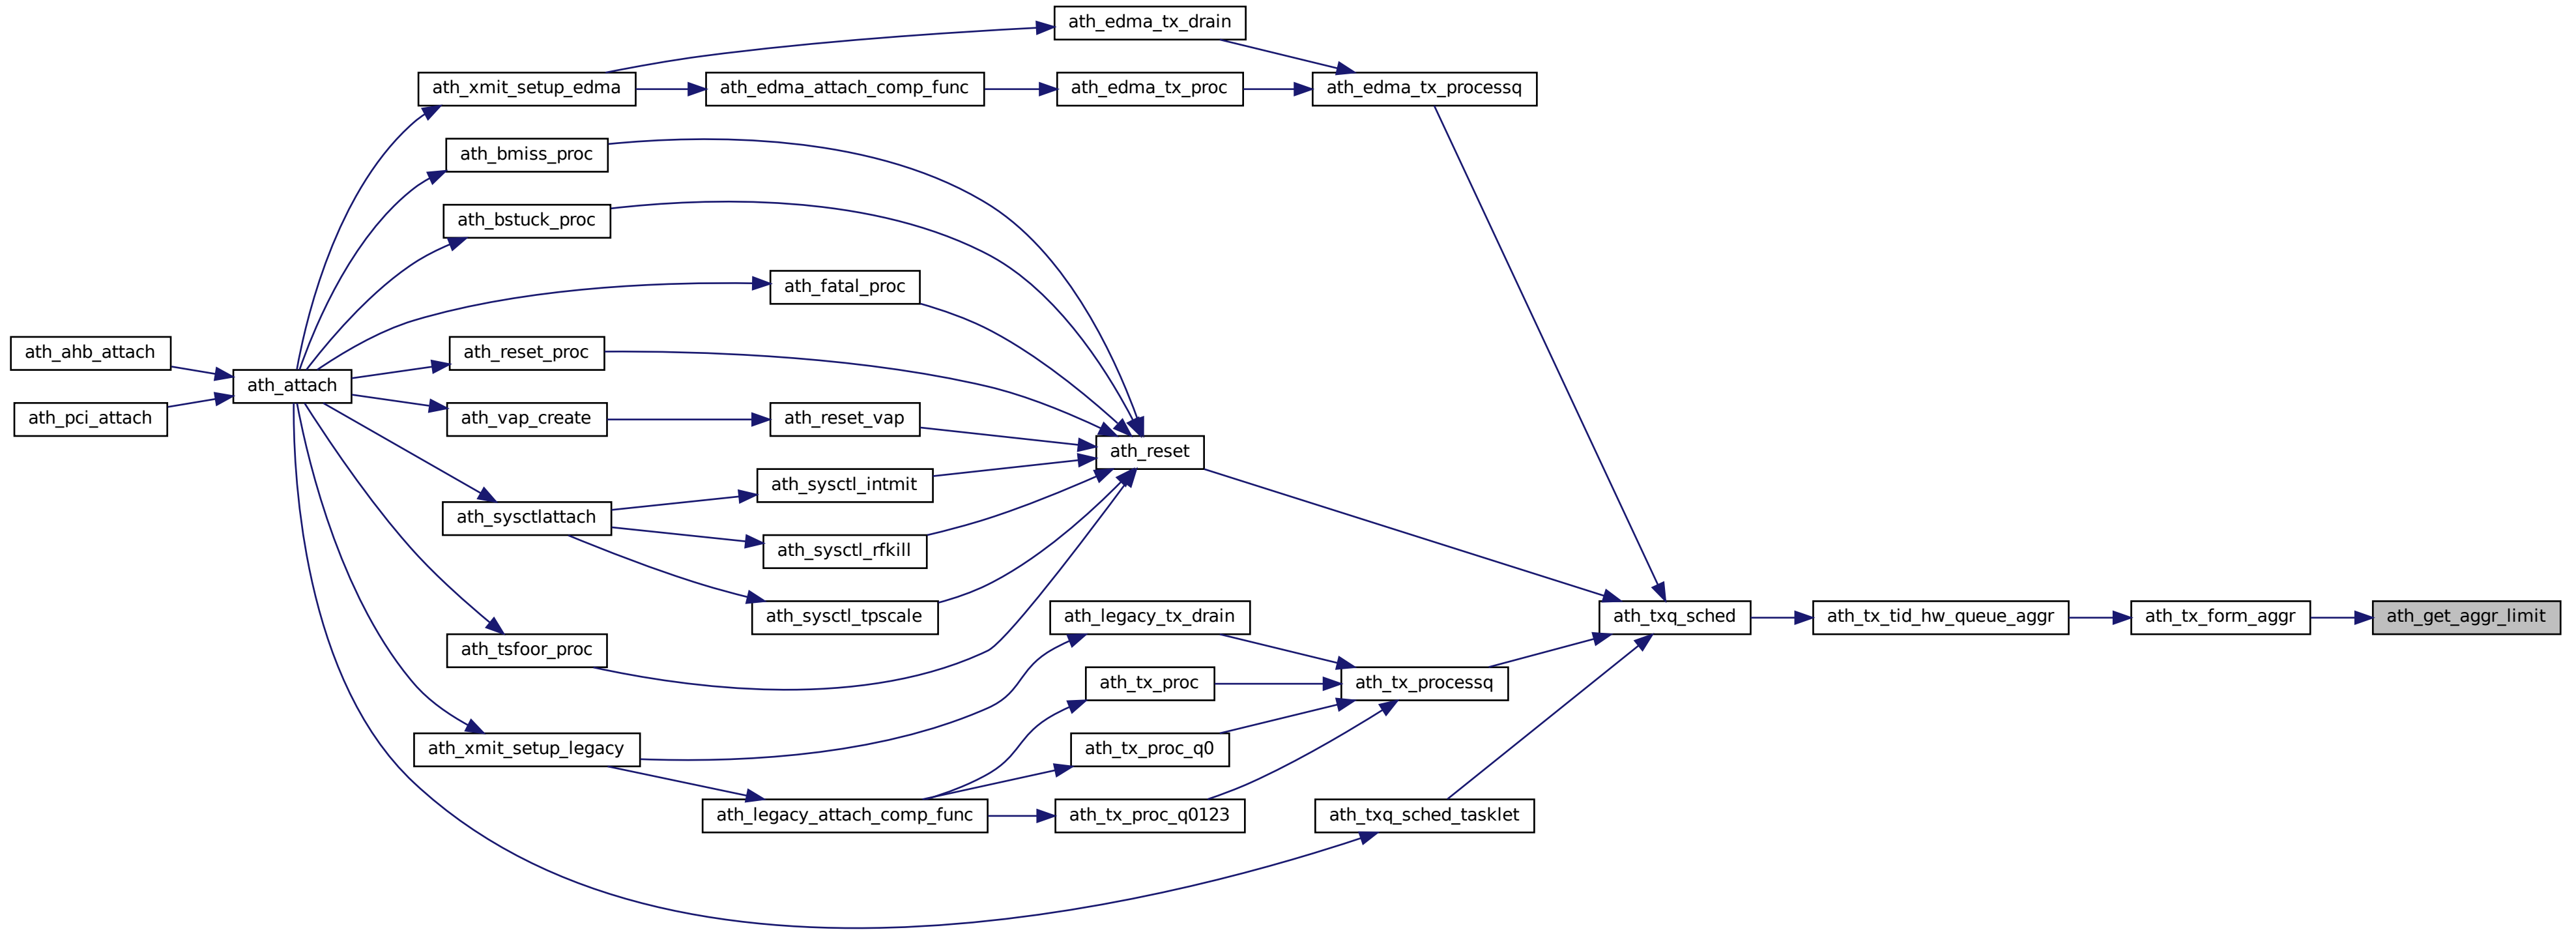 ath_edma_tx_drain
ath_xmit_setup_edma
ath_edma_attach_comp_func
ath_edma_tx_proc
ath_edma_tx_processq
ath_bmiss_proc
ath_bstuck_proc
ath_fatal_proc
ath_ahb_attach
ath_reset_proc
ath_attach
ath_pci_attach
ath_vap_create
ath_reset_vap
ath_reset
ath_sysctl_intmit
ath_sysctlattach
ath_sysctl_rfkill
ath_sysctl_tpscale
ath_legacy_tx_drain
ath_txq_sched
ath_tx_tid_hw_queue_aggr
ath_tx_form_aggr
ath_get_aggr_limit
ath_tsfoor_proc
ath_tx_proc
ath_tx_processq
ath_xmit_setup_legacy
ath_tx_proc_q0
ath_legacy_attach_comp_func
ath_tx_proc_q0123
ath_txq_sched_tasklet